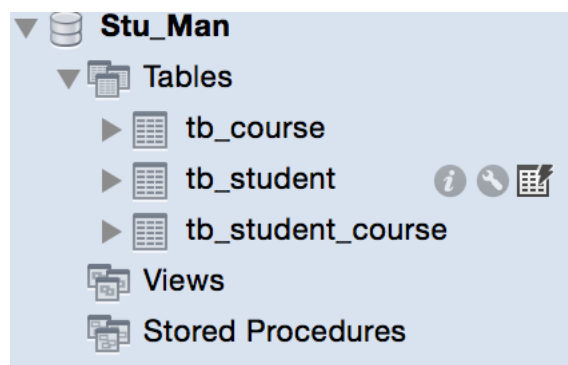 Stu_Man
Tables
tb_course
tb_student
tb_student_course
Views
Stored Procedures